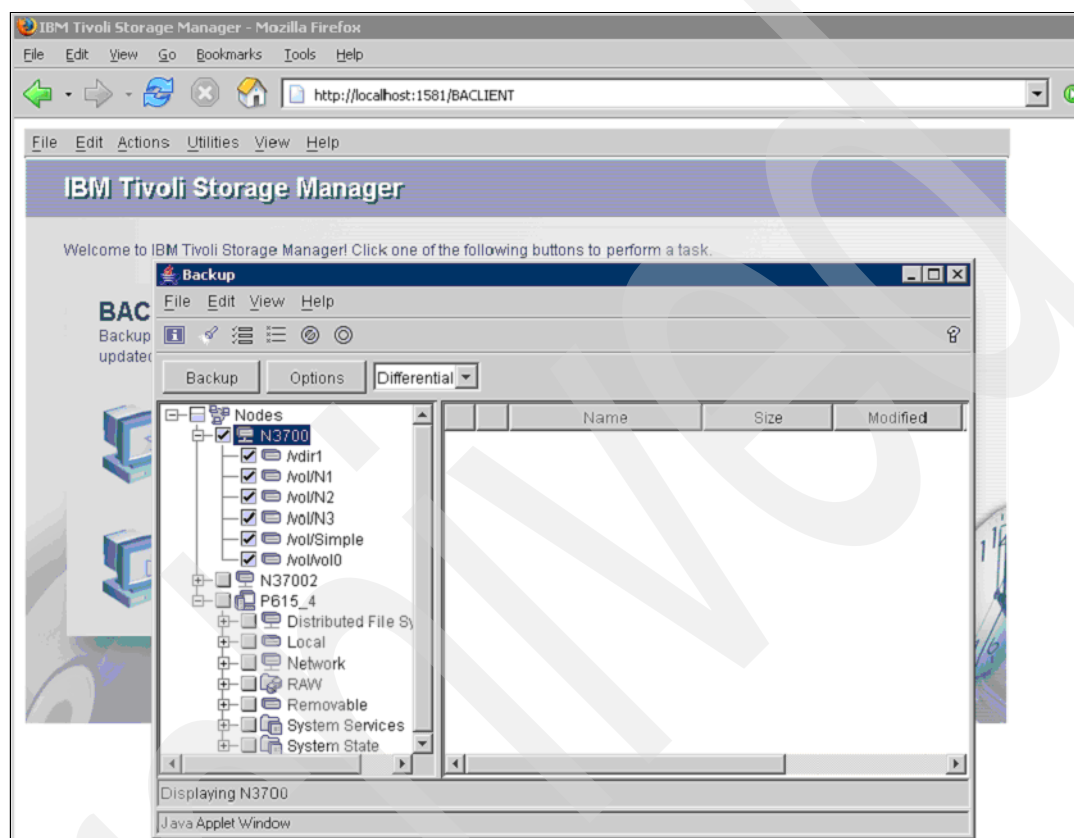 IBM Tivoli Storage Manager - Mozilla Firefox
File Edit View Go Bookmarks Tools Help
http://localhost:1581/BACLIENT
File Edit Actions Utilities View Help
IBM Tivoli Storage Manager
Welcome to IBM Tivoli Storage Manager! Click one of the following buttons to perform a task.
Backup
File Edit View Help
BAC
Backup
updated
Backup Options Differential
Nodes
N3700
/vdir1
/vol/N1
/vol/N2
/vol/N3
/vol/Simple
/vol/vol0
N37002
P615_4
Distributed File Sy
Local
Network
RAW
Removable
System Services
System State
Name Size Modified
Displaying N3700
Java Applet Window